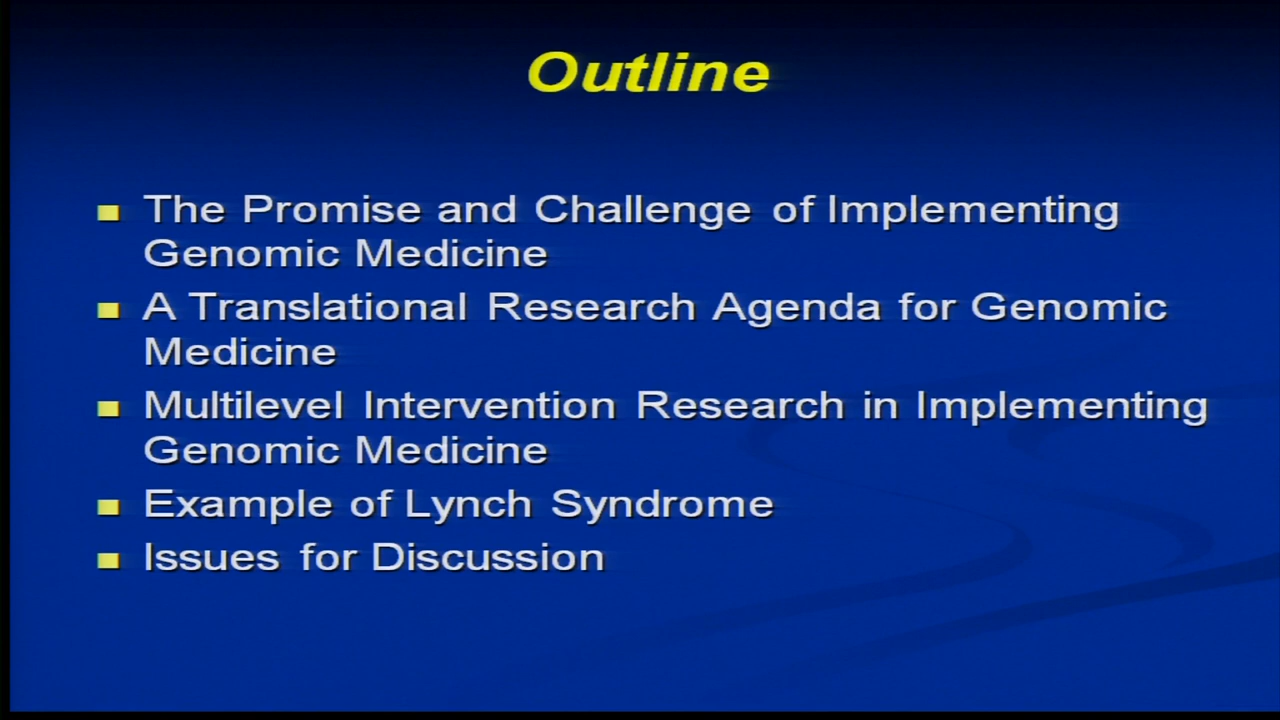 Outline
The Promise and Challenge of Implementing
Genomic Medicine
A Translational Research Agenda for Genomic
Medicine
Multilevel Intervention Research in Implementing
Genomic Medicine
Example of Lynch Syndrome
Issues for Discussion